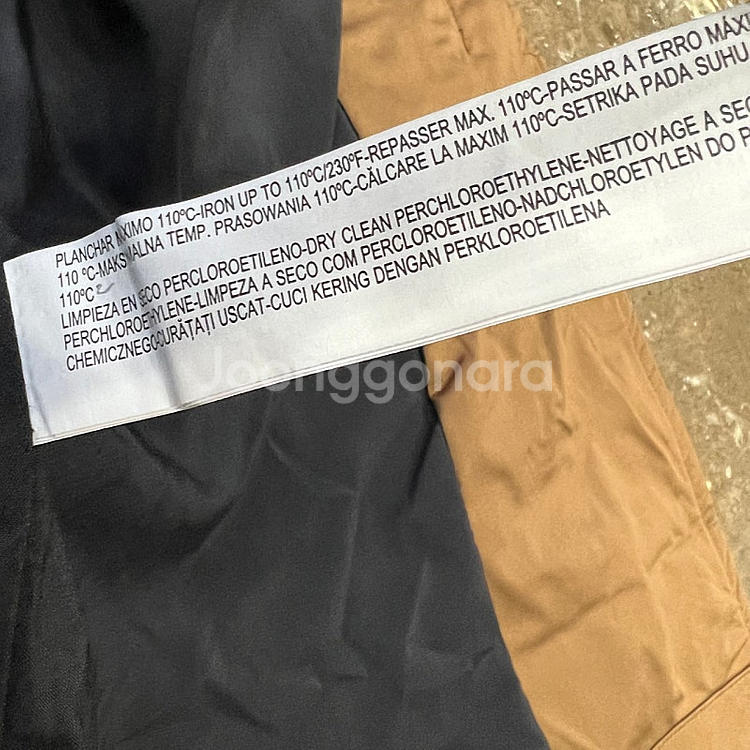 PLANCHAR MÁXIMO 110ºC-IRON UP TO 110ºC/230ºF-REPASSER MAX. 110ºC-PASSAR A FERRO
110 ºC-MAKSYMALNA TEMP. PRASOWANIA 110ºC-CĂLCARE LA MAXIM 110ºC-SETRIKA PADA SUHU
110ºC
LIMPIEZA EN SECO PERCLOROETILENO-DRY CLEAN PERCHLOROETHYLENE-NETTOYAGE A SEC
PERCHLOROETHYLENE-LIMPEZA A SECO COM PERCLOROETILENO-NADCHLOROETYLEN DO
CHEMICZNEGO-CURĂȚAȚI USCAT-CUCI KERING DENGAN PERKLOROETILENA
Joonggonara